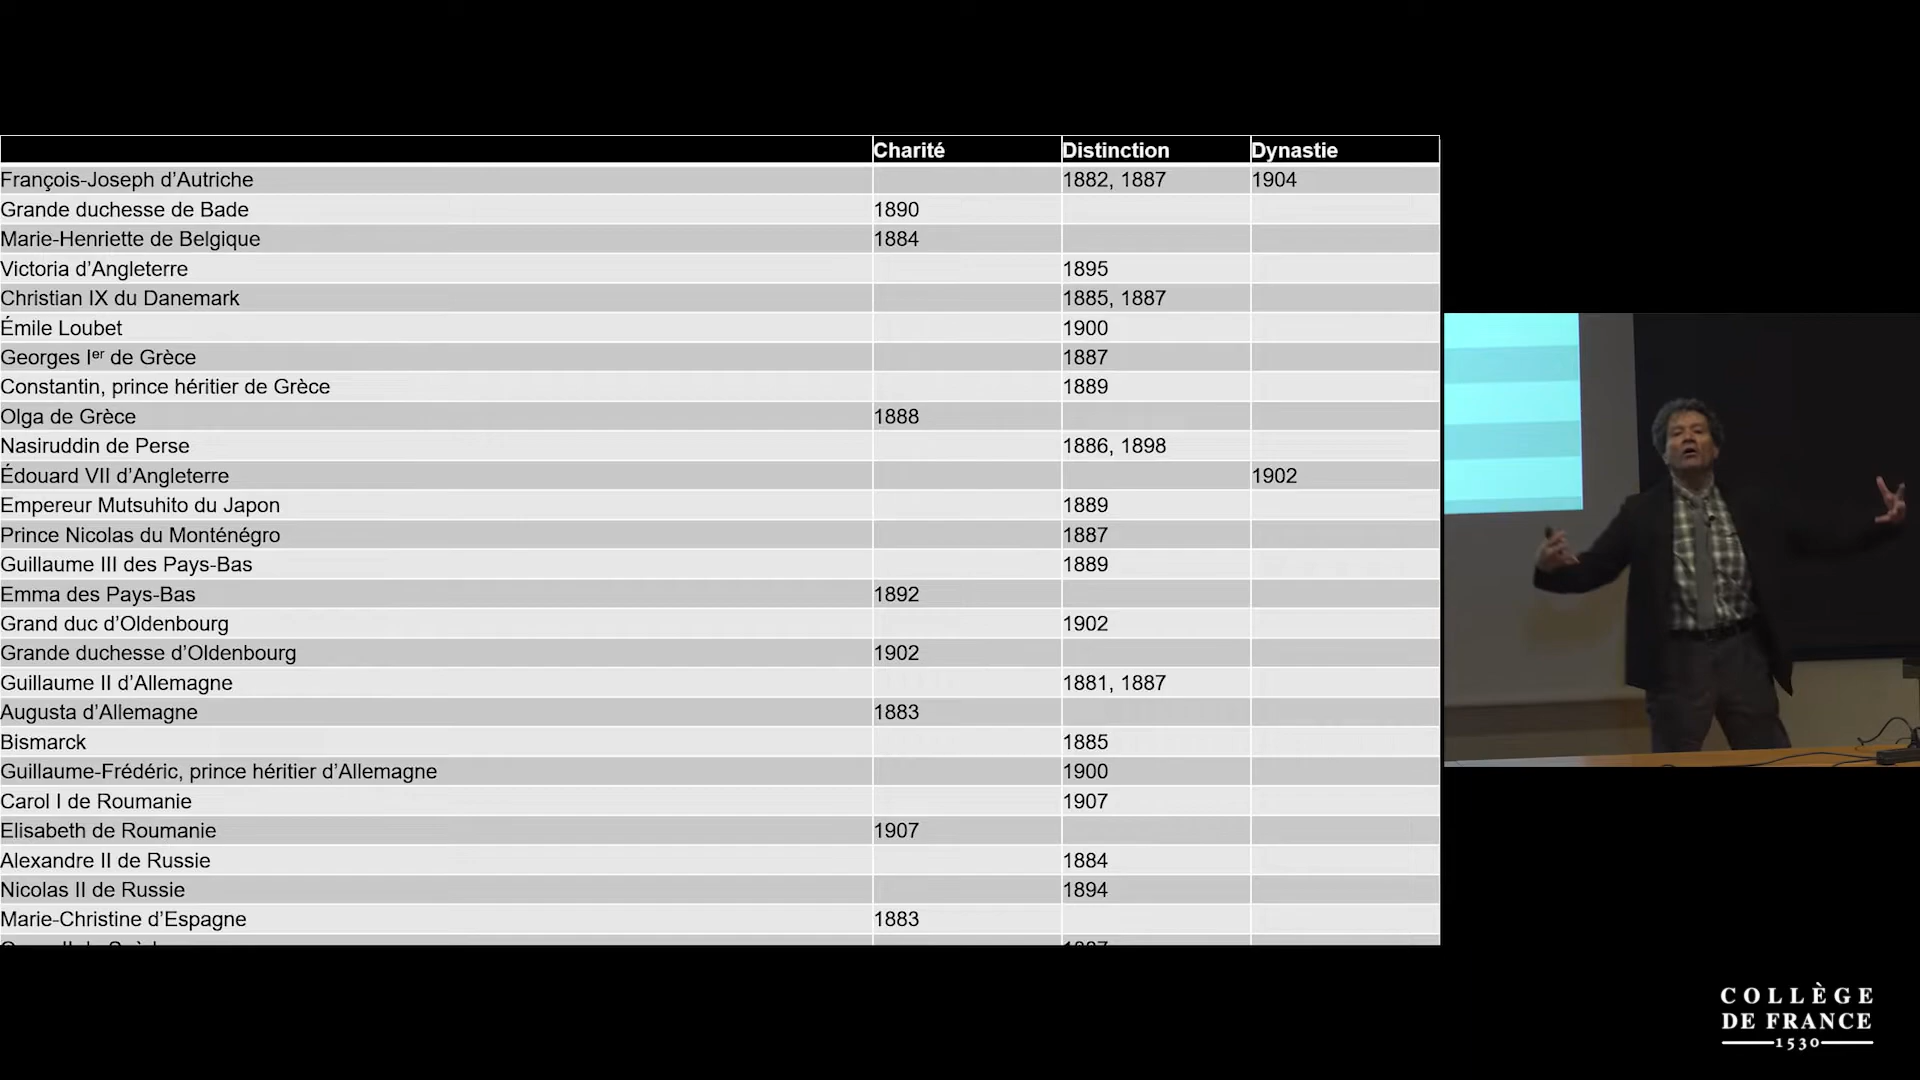 Charité Distinction Dynastie
François-Joseph d’Autriche 1882, 1887 1904
Grande duchesse de Bade 1890
Marie-Henriette de Belgique 1884
Victoria d’Angleterre 1895
Christian IX du Danemark 1885, 1887
Émile Loubet 1900
Georges Iᵉʳ de Grèce 1887
Constantin, prince héritier de Grèce 1889
Olga de Grèce 1888
Nasiruddin de Perse 1886, 1898
Édouard VII d’Angleterre 1902
Empereur Mutsuhito du Japon 1889
Prince Nicolas du Monténégro 1887
Guillaume III des Pays-Bas 1889
Emma des Pays-Bas 1892
Grand duc d’Oldenbourg 1902
Grande duchesse d’Oldenbourg 1902
Guillaume II d’Allemagne 1881, 1887
Augusta d’Allemagne 1883
Bismarck 1885
Guillaume-Frédéric, prince héritier d’Allemagne 1900
Carol I de Roumanie 1907
Elisabeth de Roumanie 1907
Alexandre II de Russie 1884
Nicolas II de Russie 1894
Marie-Christine d’Espagne 1883
COLLÈGE
DE FRANCE
1530